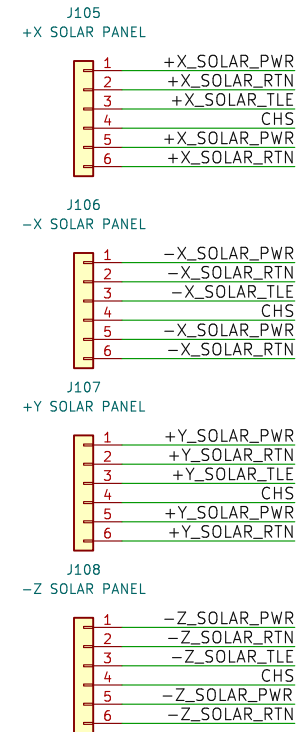 J105
+X SOLAR PANEL
1 +X_SOLAR_PWR
2 +X_SOLAR_RTN
3 +X_SOLAR_TLE
4 CHS
5 +X_SOLAR_PWR
6 +X_SOLAR_RTN
J106
-X SOLAR PANEL
1 -X_SOLAR_PWR
2 -X_SOLAR_RTN
3 -X_SOLAR_TLE
4 CHS
5 -X_SOLAR_PWR
6 -X_SOLAR_RTN
J107
+Y SOLAR PANEL
1 +Y_SOLAR_PWR
2 +Y_SOLAR_RTN
3 +Y_SOLAR_TLE
4 CHS
5 +Y_SOLAR_PWR
6 +Y_SOLAR_RTN
J108
-Z SOLAR PANEL
1 -Z_SOLAR_PWR
2 -Z_SOLAR_RTN
3 -Z_SOLAR_TLE
4 CHS
5 -Z_SOLAR_PWR
6 -Z_SOLAR_RTN